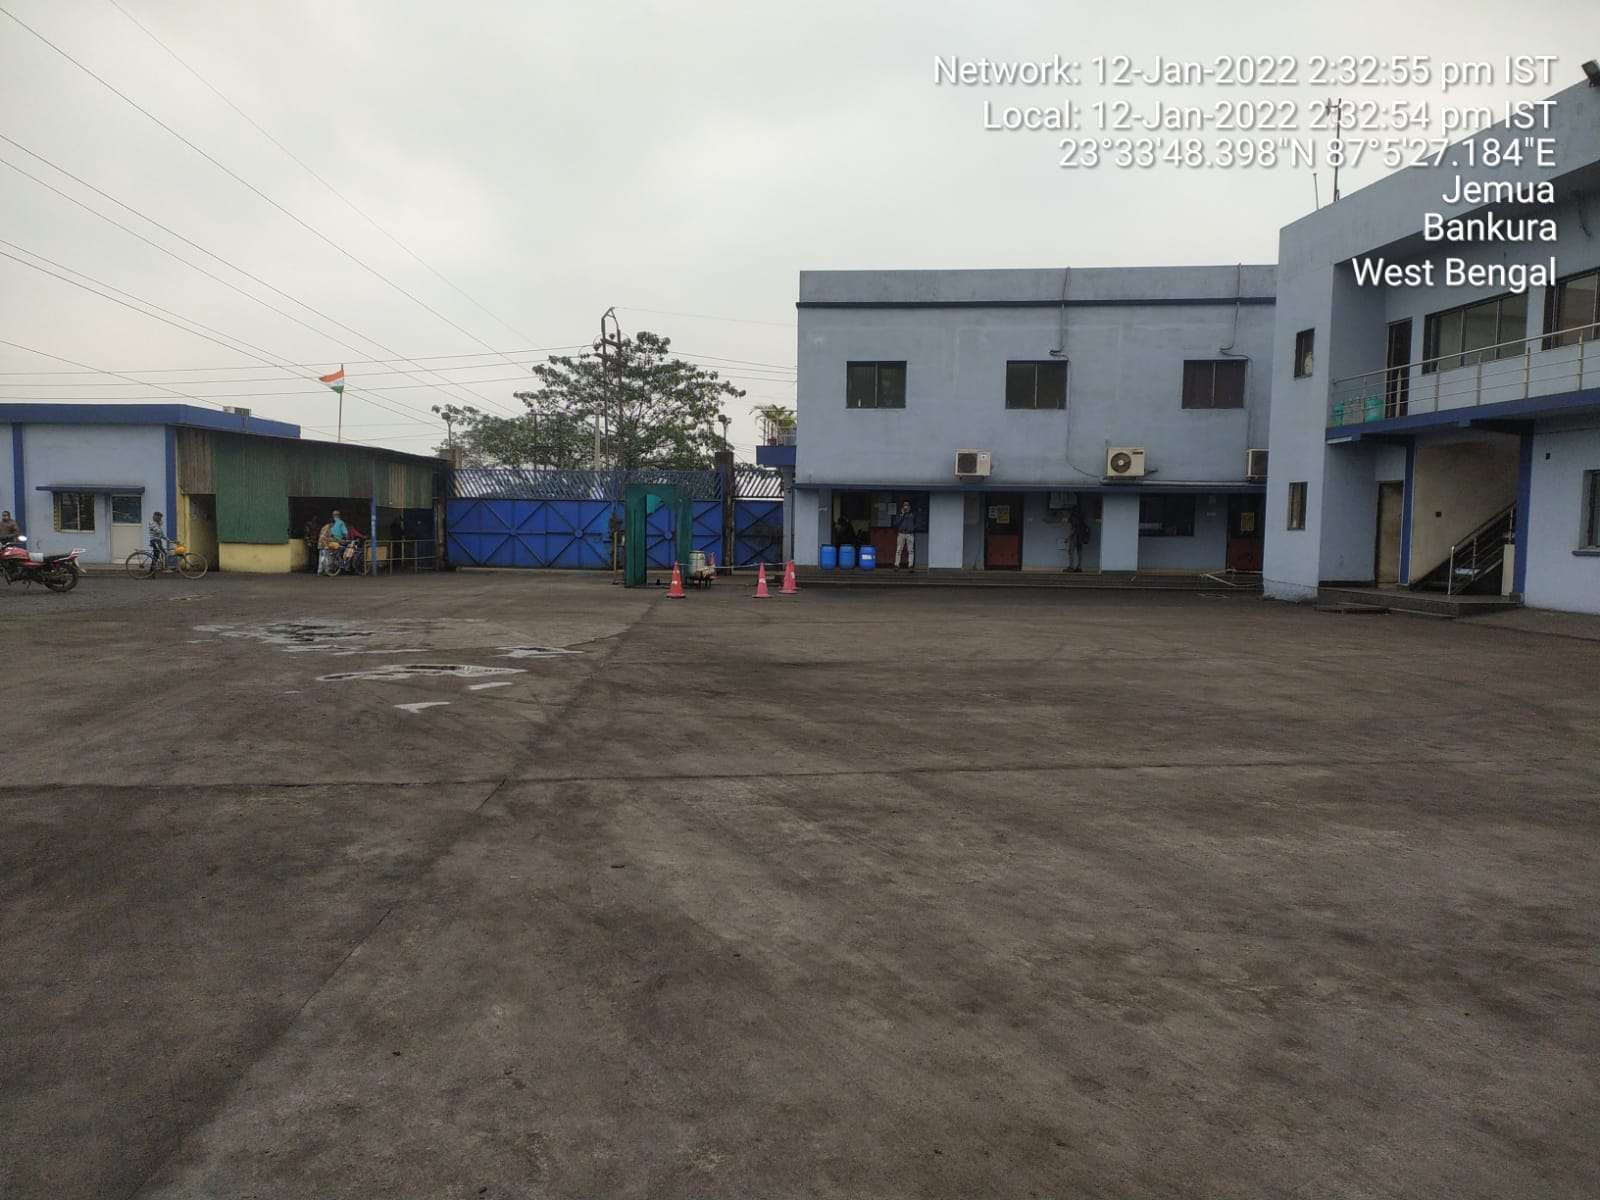 Network: 12-Jan-2022 2:32:55 pm IST
Local: 12-Jan-2022 2:32:54 pm IST
23°33'48.398"N 87°5'27.184"E
Jemua
Bankura
West Bengal